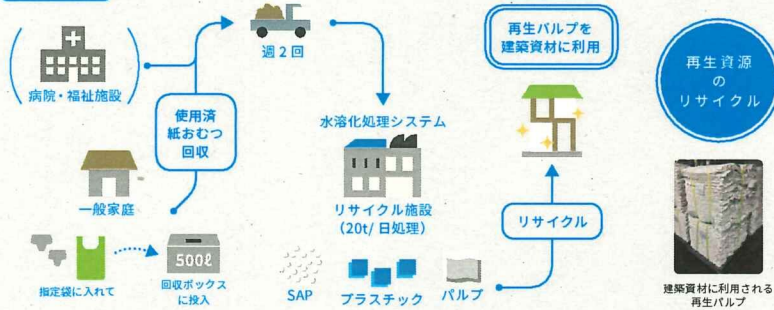 病院・福祉施設
週2回
使用済
紙おむつ
回収
一般家庭
指定袋に入れて
500ℓ
回収ボックス
に投入
水溶化処理システム
リサイクル施設
（20t/日処理）
SAP
プラスチック
パルプ
リサイクル
再生パルプを
建築資材に利用
再生資源
の
リサイクル
建築資材に利用される
再生パルプ